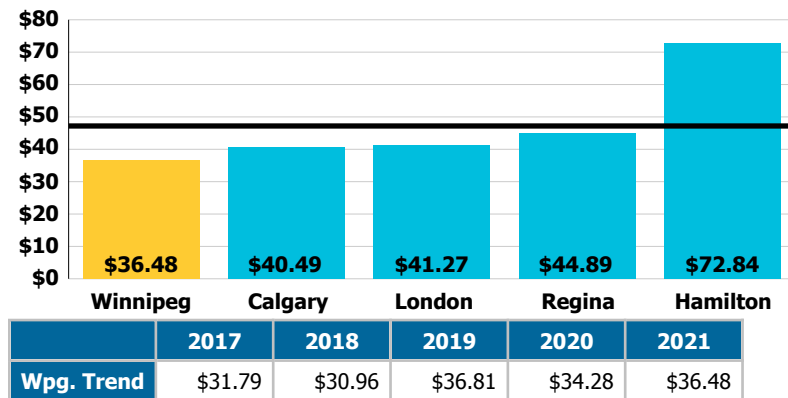 $80
$70
$60
$50
$40
$30
$20
$10
$0
$36.48 $40.49 $41.27 $44.89 $72.84
Winnipeg Calgary London Regina Hamilton
2017 2018 2019 2020 2021
Wpg. Trend $31.79 $30.96 $36.81 $34.28 $36.48